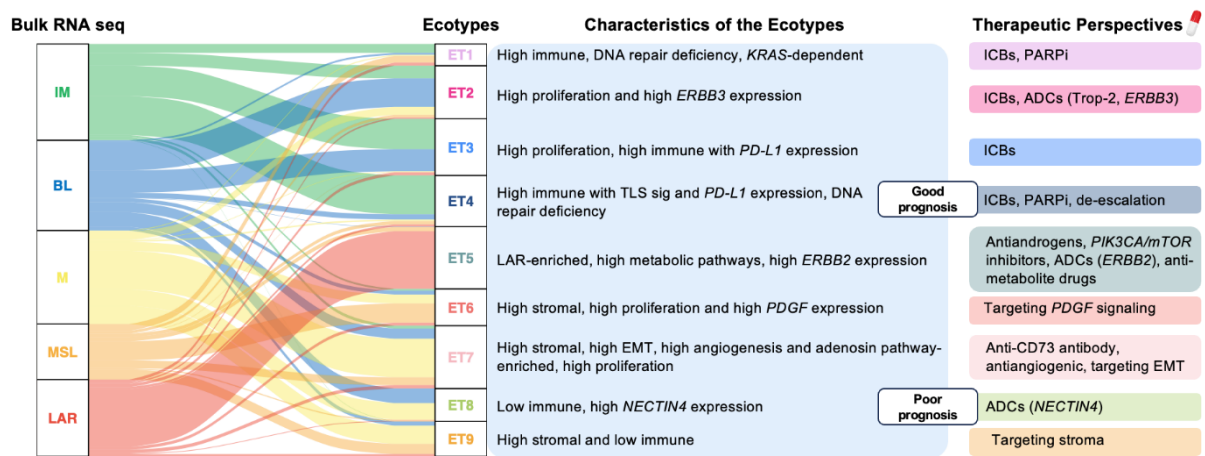 Bulk RNA seq
Ecotypes
Characteristics of the Ecotypes
Therapeutic Perspectives
IM
BL
M
MSL
LAR
ET1
High immune, DNA repair deficiency, KRAS-dependent
ICBs, PARPi
ET2
High proliferation and high ERBB3 expression
ICBs, ADCs (Trop-2, ERBB3)
ET3
High proliferation, high immune with PD-L1 expression
ICBs
ET4
High immune with TLS sig and PD-L1 expression, DNA
repair deficiency
Good
prognosis
ICBs, PARPi, de-escalation
ET5
LAR-enriched, high metabolic pathways, high ERBB2 expression
Antiandrogens, PIK3CA/mTOR
inhibitors, ADCs (ERBB2), anti-
metabolite drugs
ET6
High stromal, high proliferation and high PDGF expression
Targeting PDGF signaling
ET7
High stromal, high EMT, high angiogenesis and adenosin pathway-
enriched, high proliferation
Anti-CD73 antibody,
antiangiogenic, targeting EMT
ET8
Low immune, high NECTIN4 expression
Poor
prognosis
ADCs (NECTIN4)
ET9
High stromal and low immune
Targeting stroma